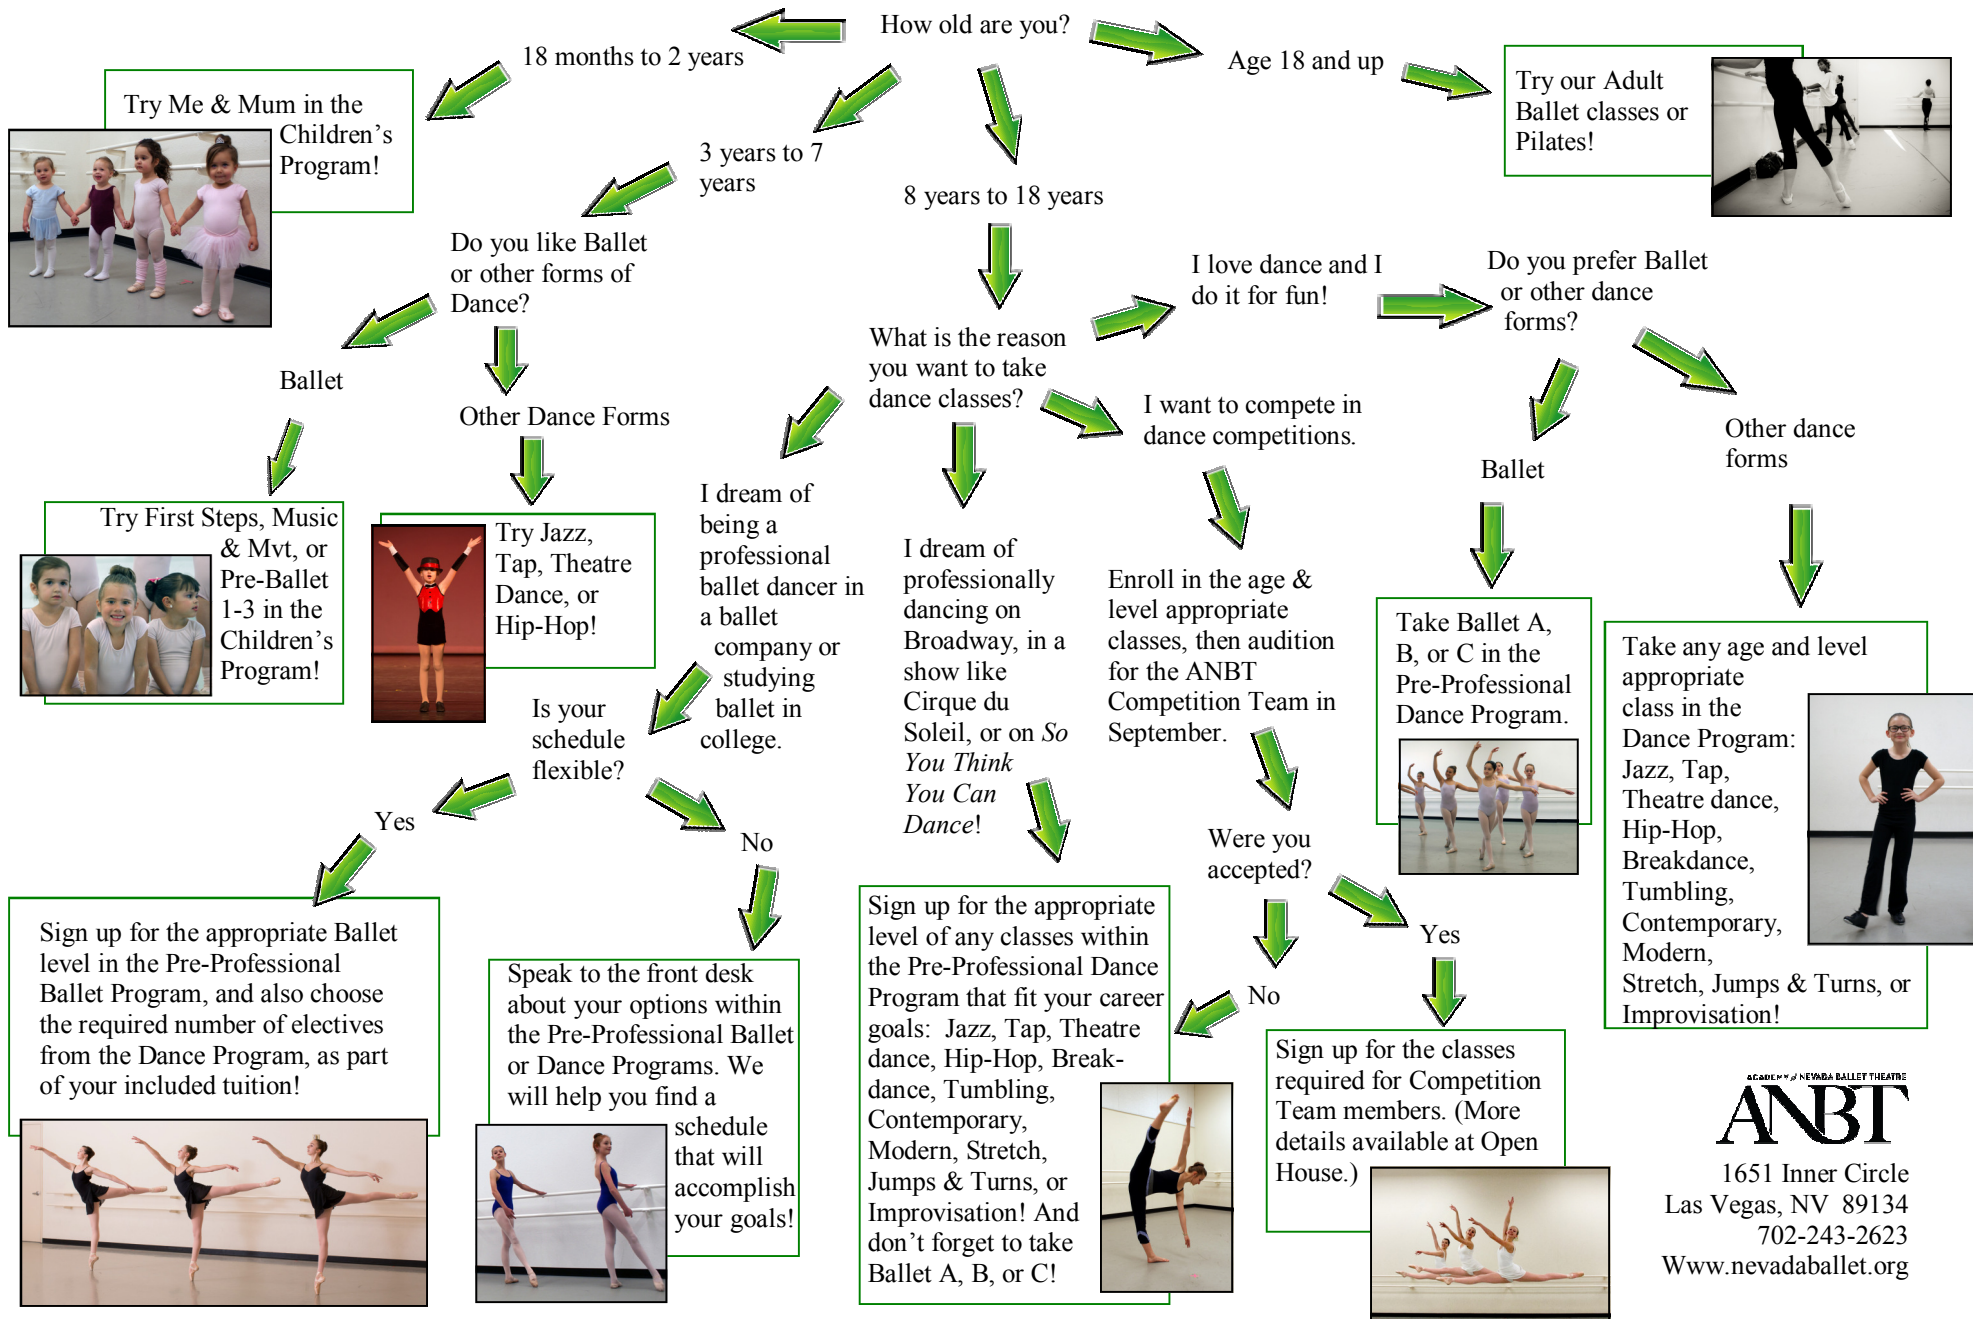 How old are you?
18 months to 2 years
Try Me & Mum in the
Children's
Program!
3 years to 7
years
Do you like Ballet
or other forms of
Dance?
Ballet
Try First Steps, Music
& Mvt, or
Pre-Ballet
1-3 in the
Children's
Program!
Other Dance Forms
Try Jazz,
Tap, Theatre
Dance, or
Hip-Hop!
8 years to 18 years
What is the reason
you want to take
dance classes?
I dream of
being a
professional
ballet dancer in
a ballet
company or
studying
ballet in
college.
Is your
schedule
flexible?
Yes
Sign up for the appropriate Ballet
level in the Pre-Professional
Ballet Program, and also choose
the required number of electives
from the Dance Program, as part
of your included tuition!
No
Speak to the front desk
about your options within
the Pre-Professional Ballet
or Dance Programs. We
will help you find a
schedule
that will
accomplish
your goals!
I dream of
professionally
dancing on
Broadway, in a
show like
Cirque du
Soleil, or on So
You Think
You Can
Dance!
Sign up for the appropriate
level of any classes within
the Pre-Professional Dance
Program that fit your career
goals:  Jazz, Tap, Theatre
dance, Hip-Hop, Break-
dance, Tumbling,
Contemporary,
Modern, Stretch,
Jumps & Turns, or
Improvisation! And
don't forget to take
Ballet A, B, or C!
I want to compete in
dance competitions.
Enroll in the age &
level appropriate
classes, then audition
for the ANBT
Competition Team in
September.
Were you
accepted?
No
Yes
Sign up for the classes
required for Competition
Team members. (More
details available at Open
House.)
I love dance and I
do it for fun!
Do you prefer Ballet
or other dance
forms?
Ballet
Take Ballet A,
B, or C in the
Pre-Professional
Dance Program.
Other dance
forms
Take any age and level
appropriate
class in the
Dance Program:
Jazz, Tap,
Theatre dance,
Hip-Hop,
Breakdance,
Tumbling,
Contemporary,
Modern,
Stretch, Jumps & Turns, or
Improvisation!
Age 18 and up
Try our Adult
Ballet classes or
Pilates!
ACADEMY of NEVADA BALLET THEATRE
ANBT
1651 Inner Circle
Las Vegas, NV  89134
702-243-2623
Www.nevadaballet.org